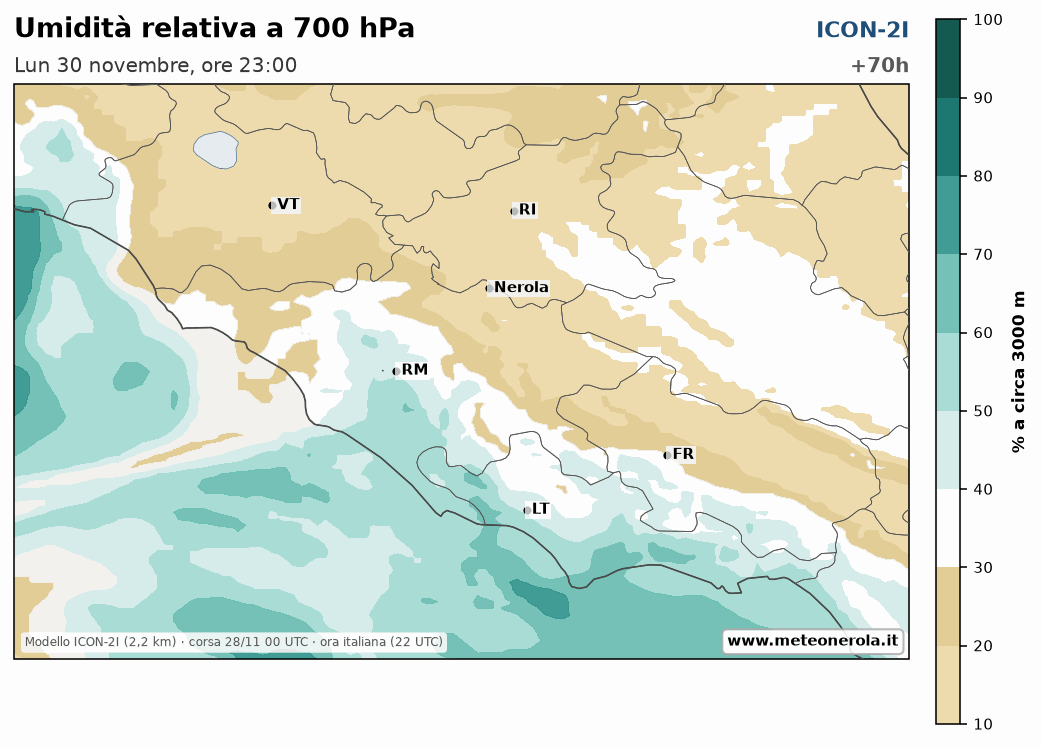 Umidità relativa a 700 hPa
ICON-2I
Lun 30 novembre, ore 23:00
+70h
100
90
80
70
60
50
40
30
20
10
% a circa 3000 m
VT
RI
Nerola
RM
FR
LT
Modello ICON-2I (2,2 km) · corsa 28/11 00 UTC · ora italiana (22 UTC)
www.meteonerola.it